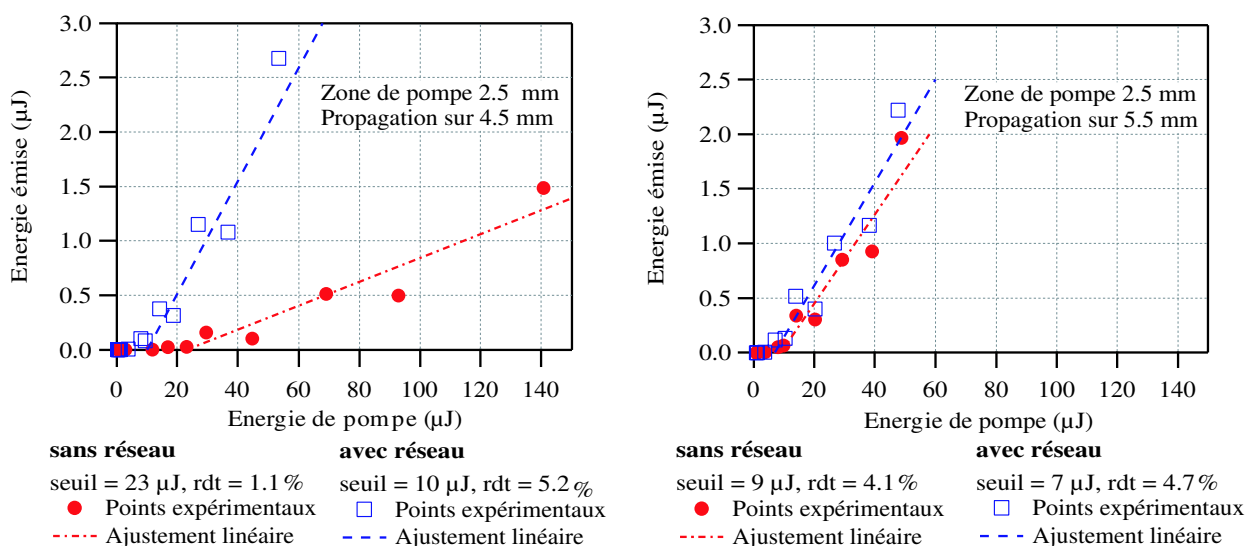 3.0
2.5
2.0
1.5
1.0
0.5
0.0
Energie émise (µJ)
Zone de pompe 2.5 mm
Propagation sur 4.5 mm
0 20 40 60 80 100 120 140
Energie de pompe (µJ)
sans réseau
seuil = 23 µJ, rdt = 1.1 %
Points expérimentaux
Ajustement linéaire
avec réseau
seuil = 10 µJ, rdt = 5.2 %
Points expérimentaux
Ajustement linéaire
3.0
2.5
2.0
1.5
1.0
0.5
0.0
Energie émise (µJ)
Zone de pompe 2.5 mm
Propagation sur 5.5 mm
0 20 40 60 80 100 120 140
Energie de pompe (µJ)
sans réseau
seuil = 9 µJ, rdt = 4.1%
Points expérimentaux
Ajustement linéaire
avec réseau
seuil = 7 µJ, rdt = 4.7%
Points expérimentaux
Ajustement linéaire